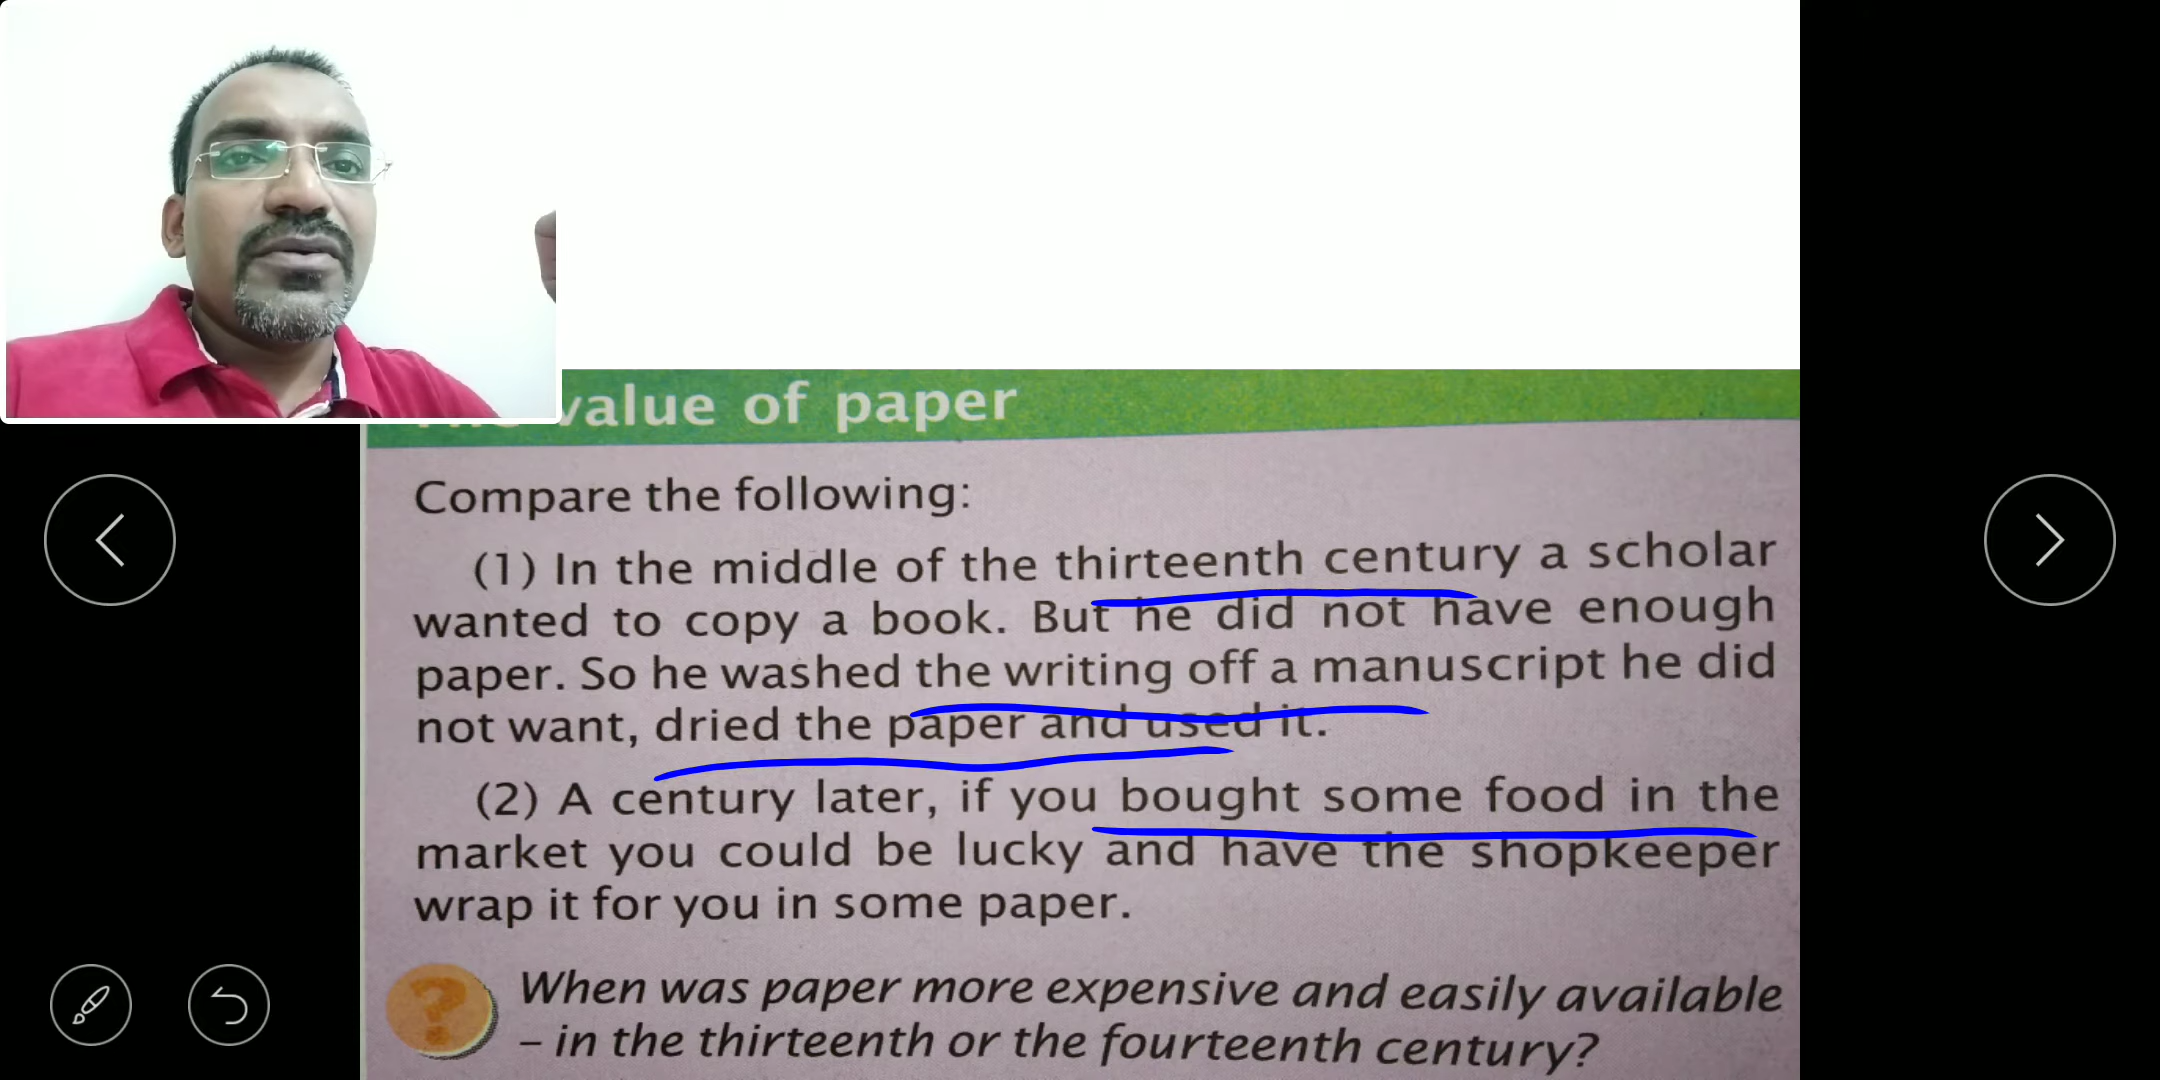 value of paper
Compare the following:
(1) In the middle of the thirteenth century a scholar
wanted to copy a book. But he did not have enough
paper. So he washed the writing off a manuscript he did
not want, dried the paper and used it.
(2) A century later, if you bought some food in the
market you could be lucky and have the shopkeeper
wrap it for you in some paper.
When was paper more expensive and easily available
– in the thirteenth or the fourteenth century?